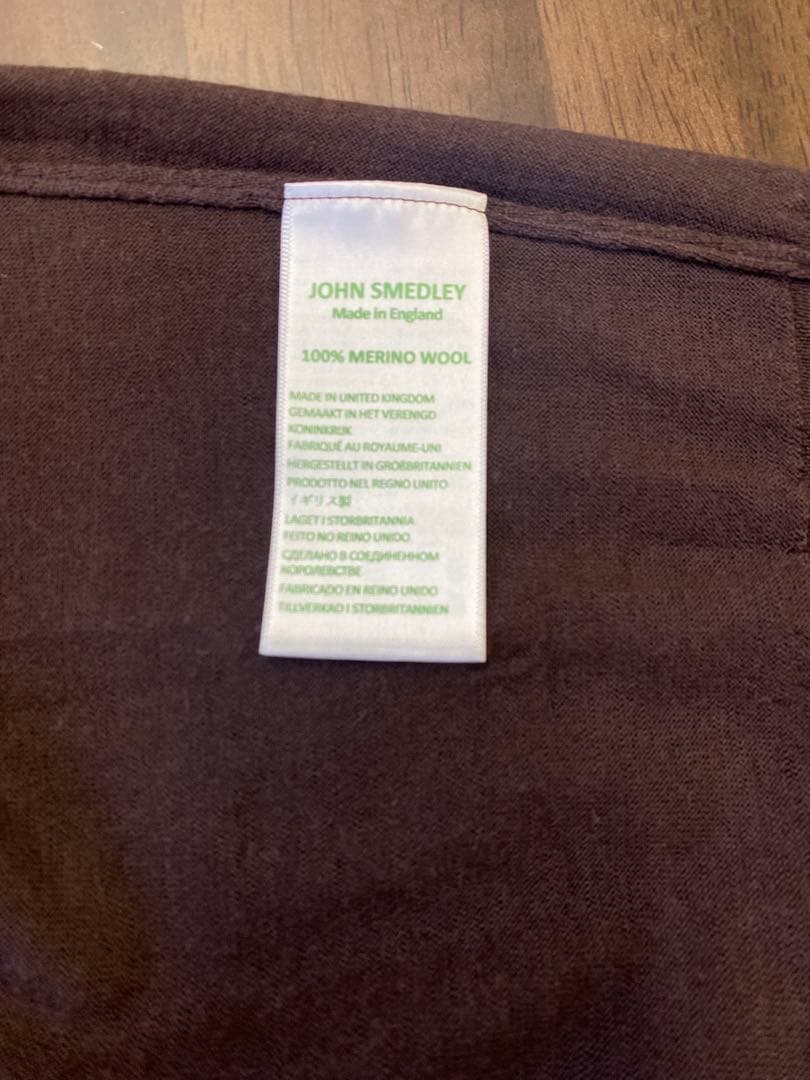 JOHN SMEDLEY
Made in England
100% MERINO WOOL
MADE IN UNITED KINGDOM
GEMAAKT IN HET VERENIGD
KONINKRIJK
FABRIQUÉ AU ROYAUME-UNI
HERGESTELLT IN GROẞBRITANNIEN
PRODOTTO NEL REGNO UNITO
イギリス製
LAGET I STORBRITANNIA
FEITO NO REINO UNIDO
СДЕЛАНО В СОЕДИНЕННОМ
КОРОЛЕВСТВЕ
FABRICADO EN REINO UNIDO
TILLVERKAD I STORBRITANNIEN